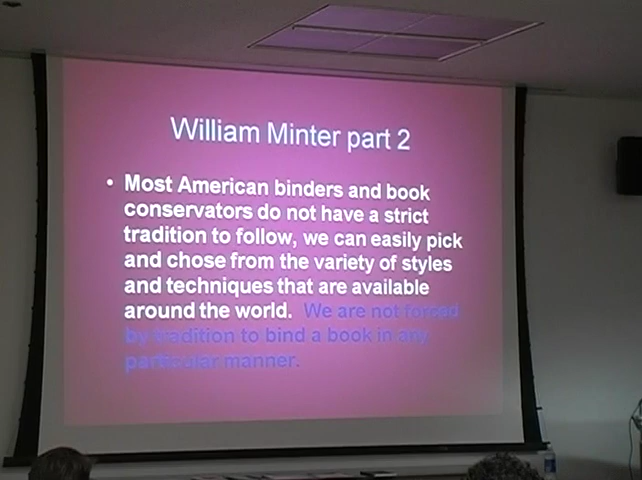 William Minter part 2
• Most American binders and book
conservators do not have a strict
tradition to follow, we can easily pick
and chose from the variety of styles
and techniques that are available
around the world. We are not forced
by tradition to bind a book in any
particular manner.